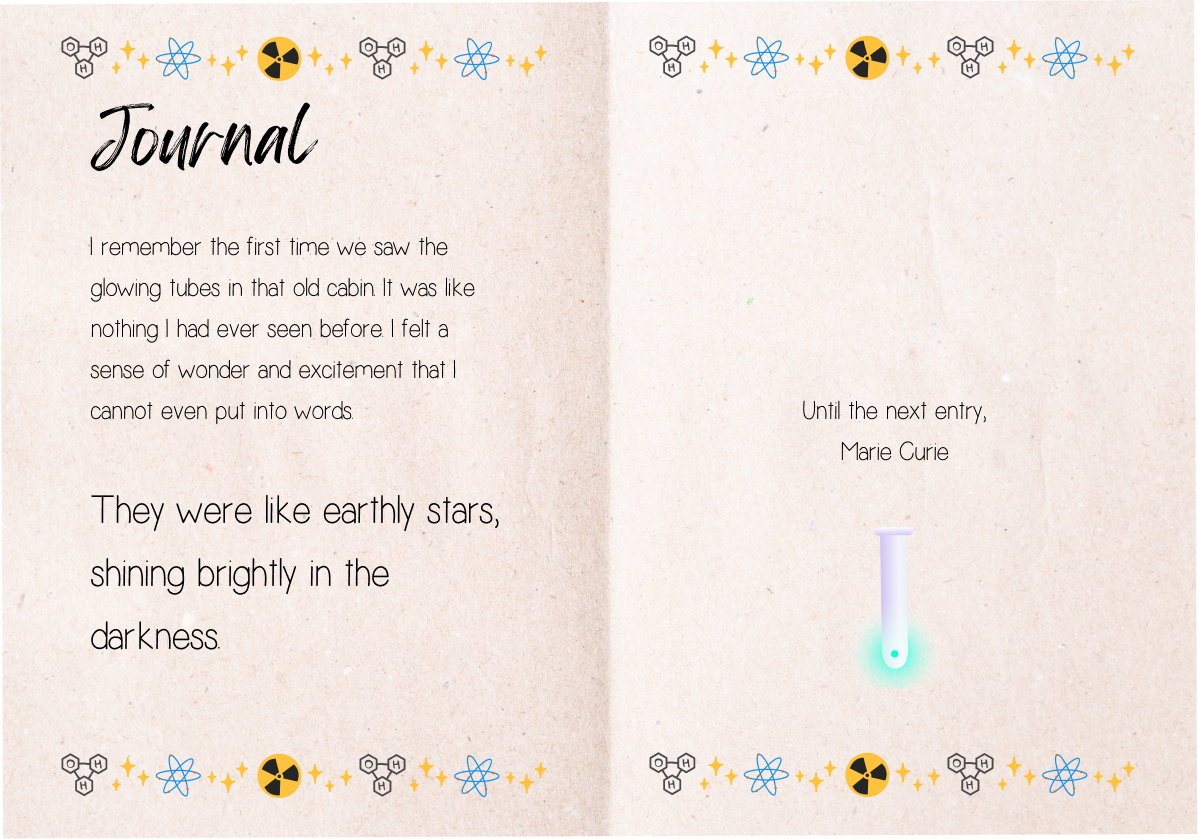 Journal
I remember the first time we saw the
glowing tubes in that old cabin. It was like
nothing I had ever seen before. I felt a
sense of wonder and excitement that I
cannot even put into words.
They were like earthly stars,
shining brightly in the
darkness.
Until the next entry,
Marie Curie